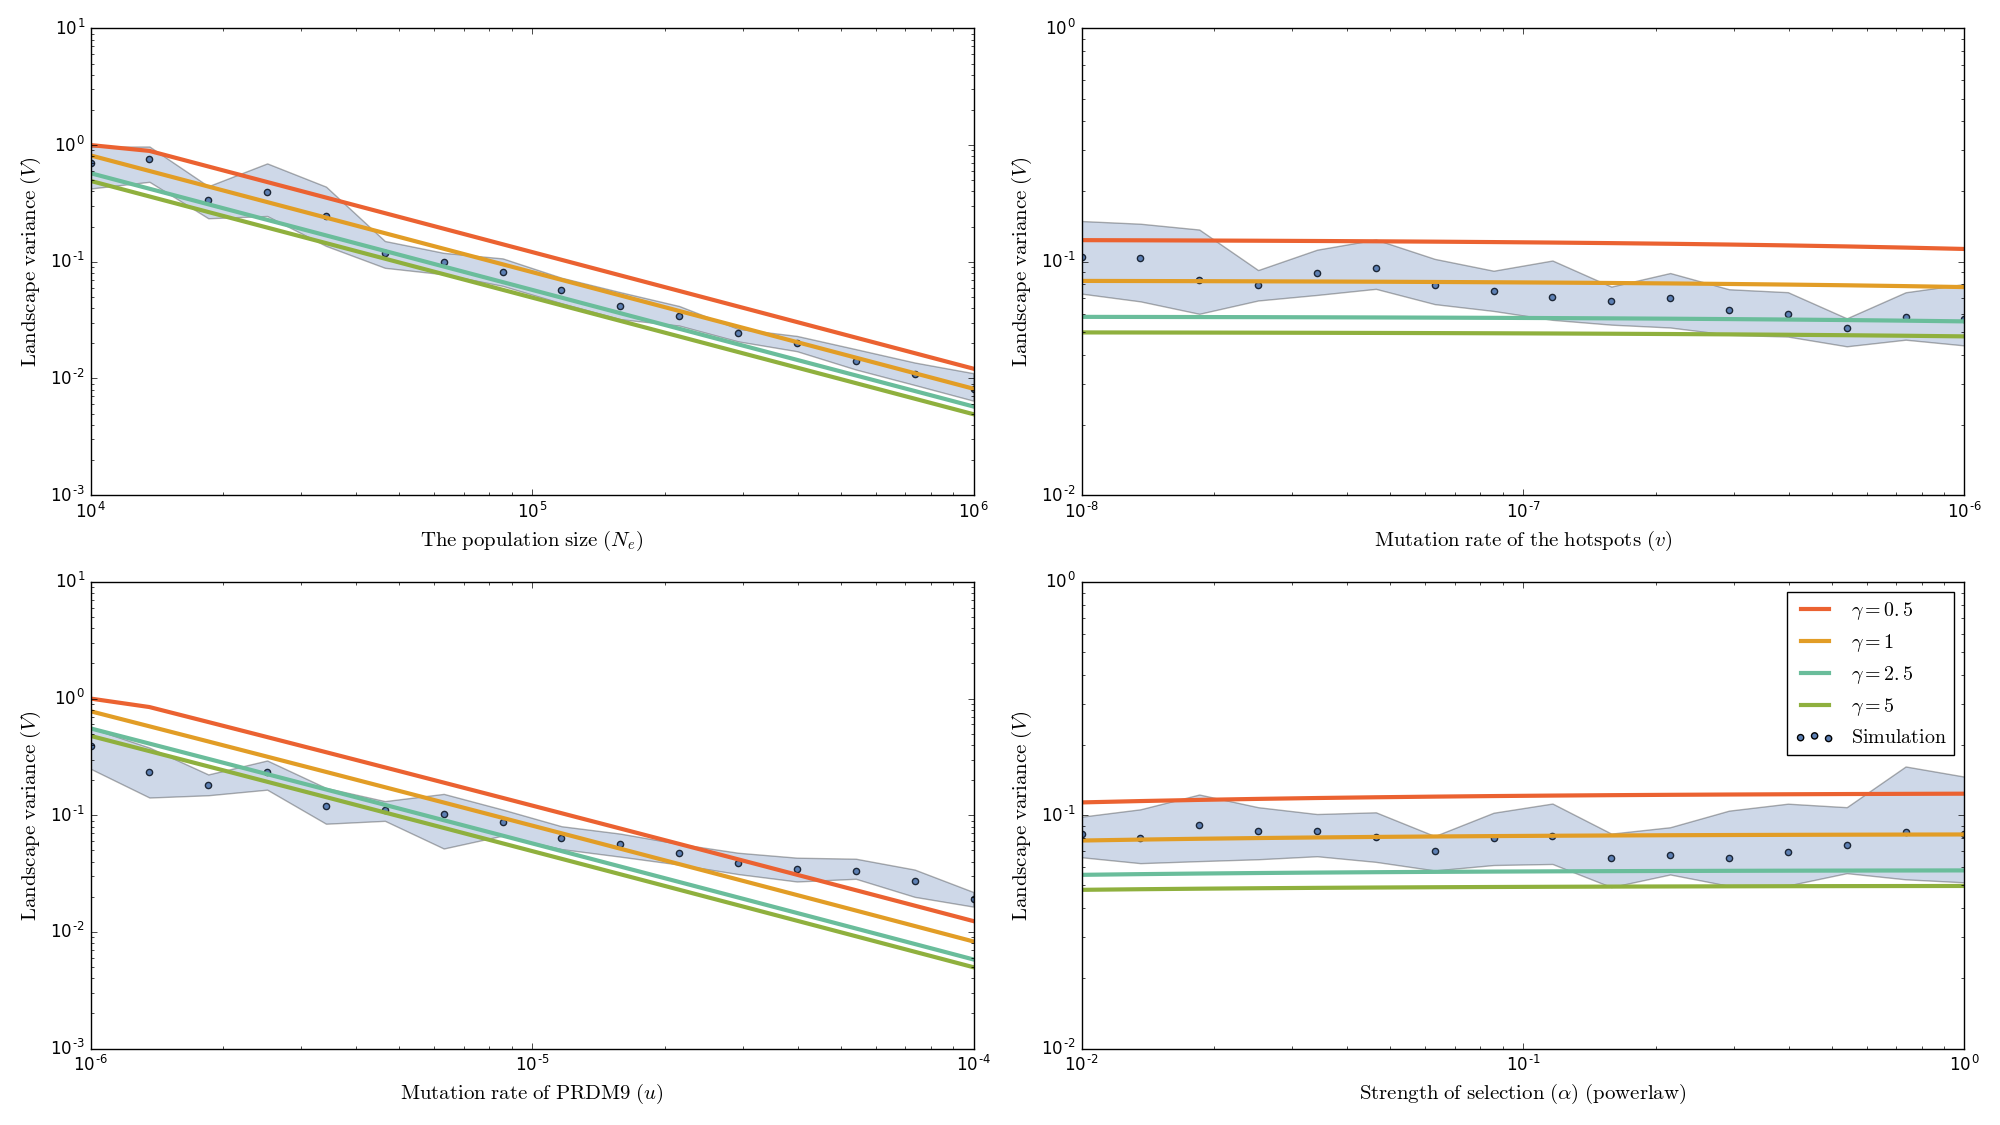 10^1
10^0
10^-1
10^-2
10^-3
Landscape variance (V)
10^4 10^5 10^6
The population size (N_e)
10^0
10^-1
10^-2
Landscape variance (V)
10^-8 10^-7 10^-6
Mutation rate of the hotspots (v)
10^1
10^0
10^-1
10^-2
10^-3
Landscape variance (V)
10^-6 10^-5 10^-4
Mutation rate of PRDM9 (u)
10^0
10^-1
10^-2
Landscape variance (V)
γ = 0.5
γ = 1
γ = 2.5
γ = 5
Simulation
10^-2 10^-1 10^0
Strength of selection (α) (powerlaw)